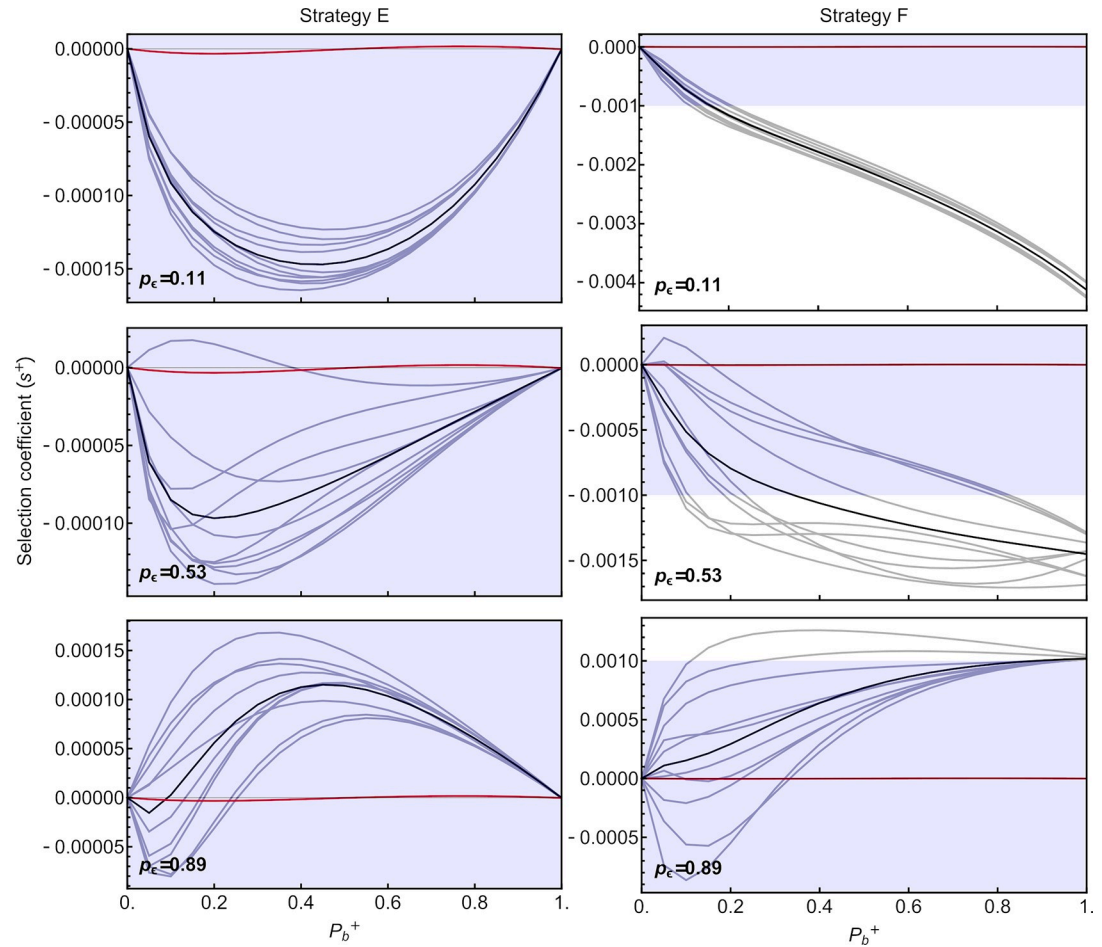 Strategy E
Strategy F
Selection coefficient (s⁺)
0.00000
- 0.00005
- 0.00010
- 0.00015
pϵ=0.11
0.000
- 0.001
- 0.002
- 0.003
- 0.004
pϵ=0.11
0.00000
- 0.00005
- 0.00010
pϵ=0.53
0.0000
- 0.0005
- 0.0010
- 0.0015
pϵ=0.53
0.00015
0.00010
0.00005
0.00000
- 0.00005
pϵ=0.89
0. 0.2 0.4 0.6 0.8 1.
P_b⁺
0.0010
0.0005
0.0000
- 0.0005
pϵ=0.89
0. 0.2 0.4 0.6 0.8 1.
P_b⁺